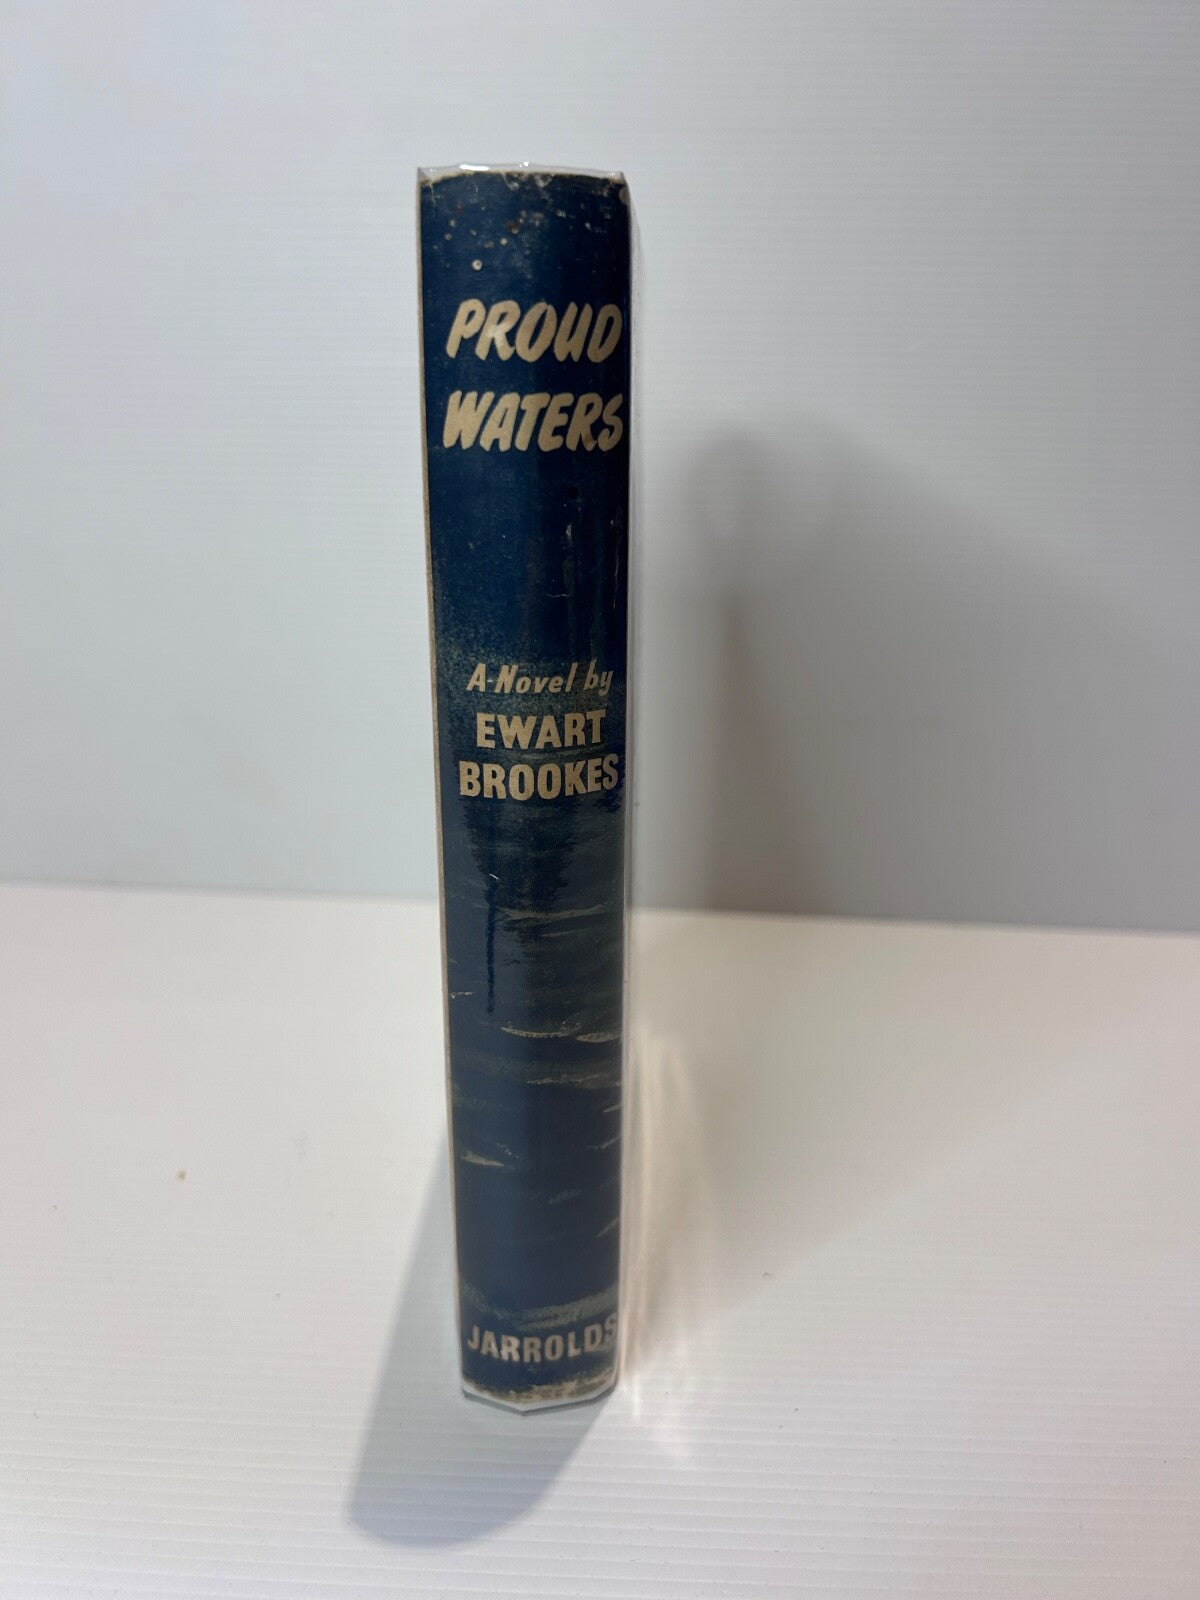 PROUD
WATERS
A Novel by
EWART
BROOKES
JARROLDS